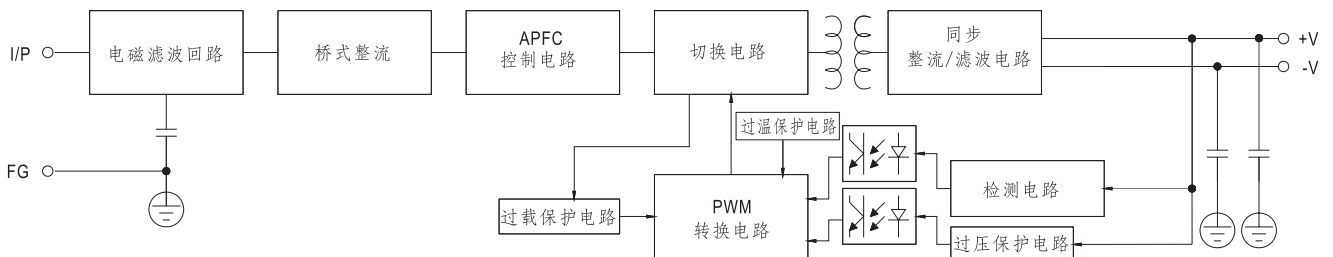 I/P
电磁滤波回路
桥式整流
APFC
控制电路
切换电路
同步
整流/滤波电路
+V
-V
过温保护电路
FG
过载保护电路
PWM
转换电路
检测电路
过压保护电路